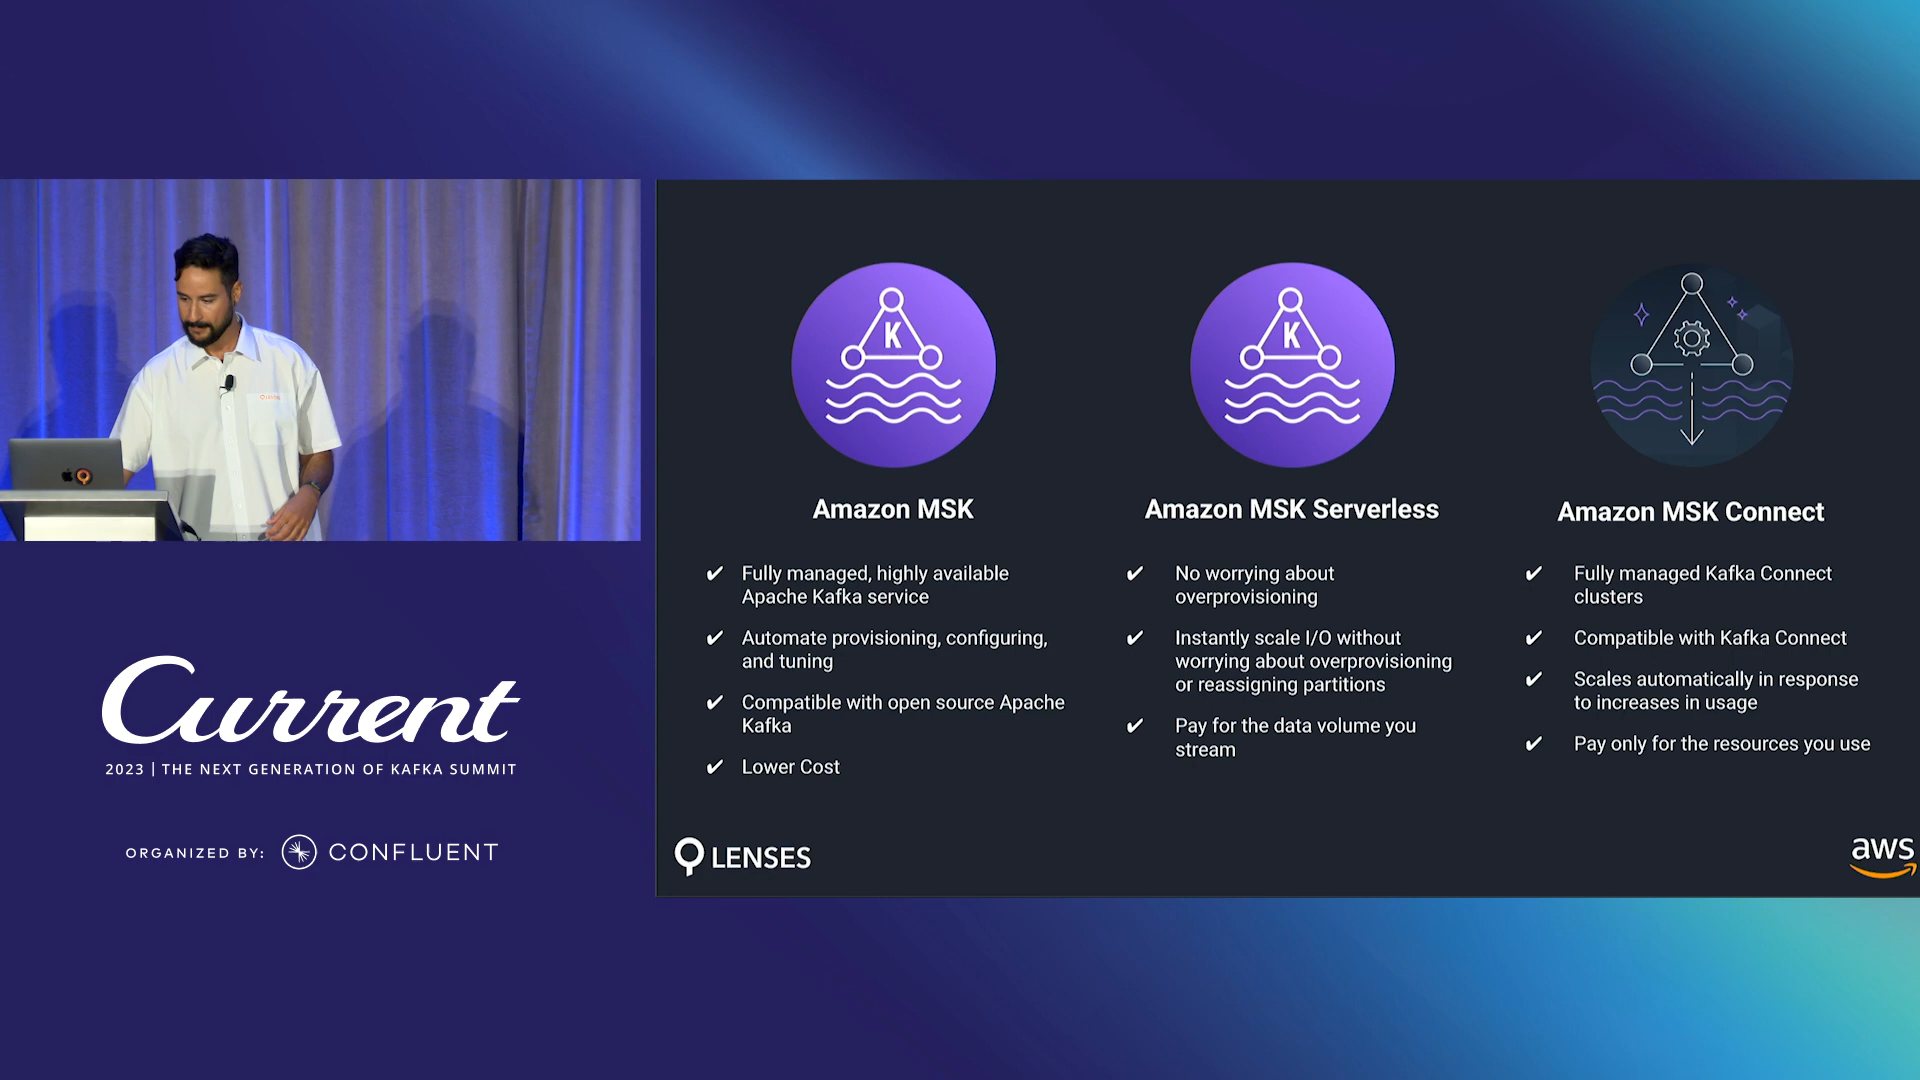 K
K
Amazon MSK
Amazon MSK Serverless
Amazon MSK Connect
✔ Fully managed, highly available
Apache Kafka service
✔ Automate provisioning, configuring,
and tuning
✔ Compatible with open source Apache
Kafka
✔ Lower Cost
✔ No worrying about
overprovisioning
✔ Instantly scale I/O without
worrying about overprovisioning
or reassigning partitions
✔ Pay for the data volume you
stream
✔ Fully managed Kafka Connect
clusters
✔ Compatible with Kafka Connect
✔ Scales automatically in response
to increases in usage
✔ Pay only for the resources you use
LENSES
aws
Current
2023 | THE NEXT GENERATION OF KAFKA SUMMIT
ORGANIZED BY: CONFLUENT